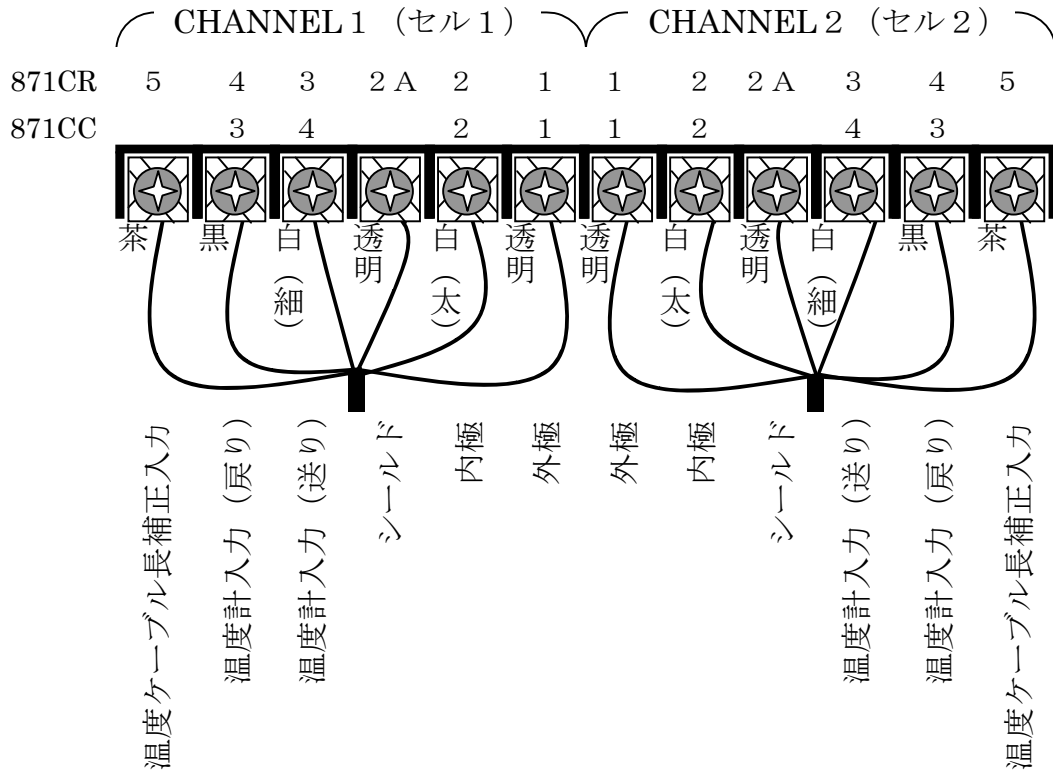 CHANNEL１（セル１）
CHANNEL２（セル２）
871CR ５ ４ ３ ２A ２ １ １ ２ ２A ３ ４ ５
871CC ３ ４ ２ １ １ ２ ４ ３
茶
黒
白（細）
透明
白（太）
透明
透明
白（太）
透明
白（細）
黒
茶
温度ケーブル長補正入力
温度計入力（戻り）
温度計入力（送り）
シールド
内極
外極
外極
内極
シールド
温度計入力（送り）
温度計入力（戻り）
温度ケーブル長補正入力